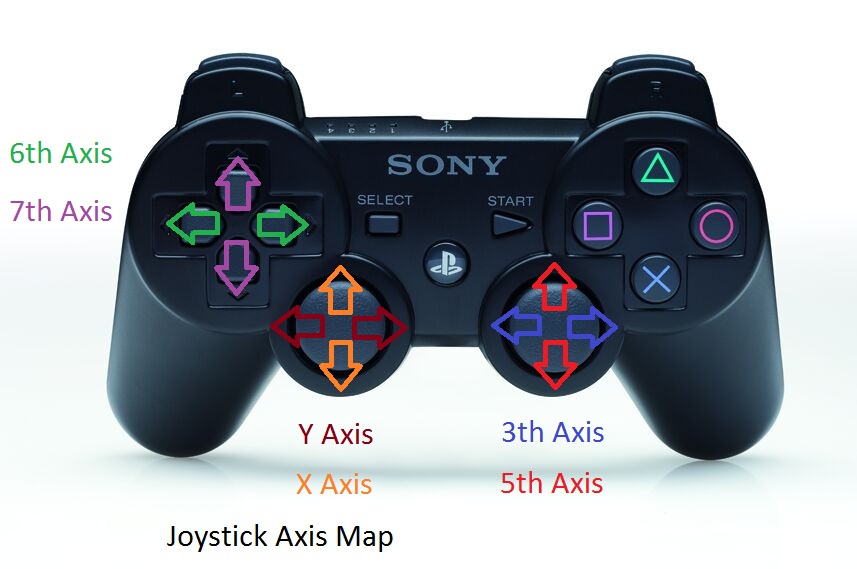 L
R
4 3 2 1
SONY
6th Axis
7th Axis
SELECT
START
Y Axis
3th Axis
X Axis
5th Axis
Joystick Axis Map